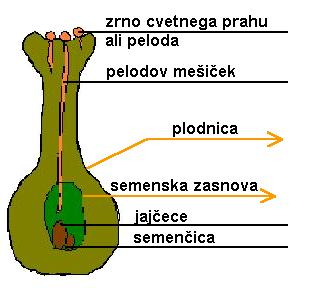 zrno cvetnega prahu
ali peloda
pelodov mešiček
plodnica
semenska zasnova
jajčece
semenčica